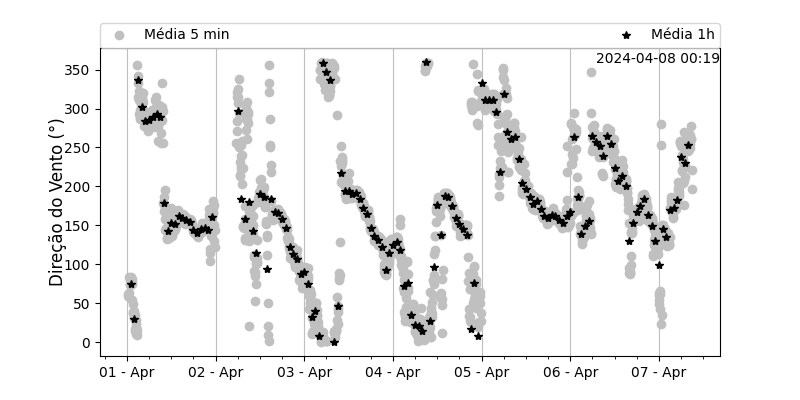 Média 5 min
Média 1h
2024-04-08 00:19
Direção do Vento (°)
350
300
250
200
150
100
50
0
01 - Apr
02 - Apr
03 - Apr
04 - Apr
05 - Apr
06 - Apr
07 - Apr